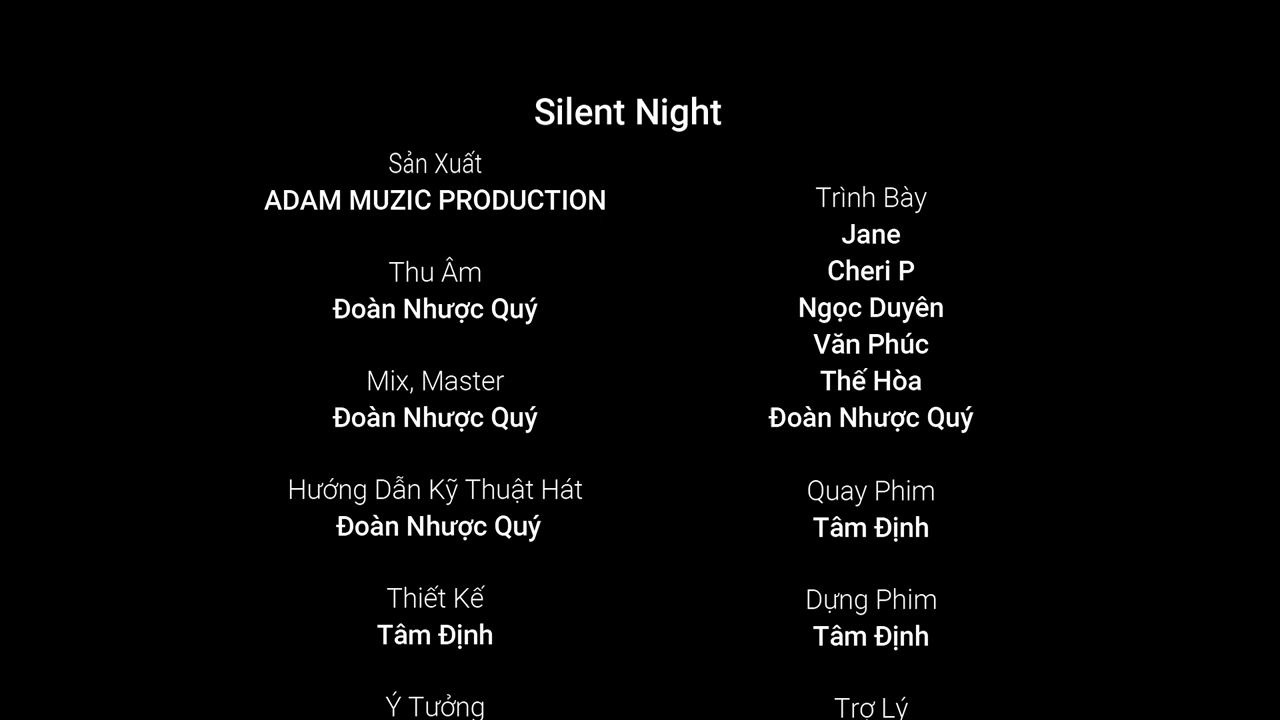 Silent Night
Sản Xuất
ADAM MUZIC PRODUCTION
Thu Âm
Đoàn Nhược Quý
Mix, Master
Đoàn Nhược Quý
Hướng Dẫn Kỹ Thuật Hát
Đoàn Nhược Quý
Thiết Kế
Tâm Định
Ý Tưởng
Trình Bày
Jane
Cheri P
Ngọc Duyên
Văn Phúc
Thế Hòa
Đoàn Nhược Quý
Quay Phim
Tâm Định
Dựng Phim
Tâm Định
Trợ Lý